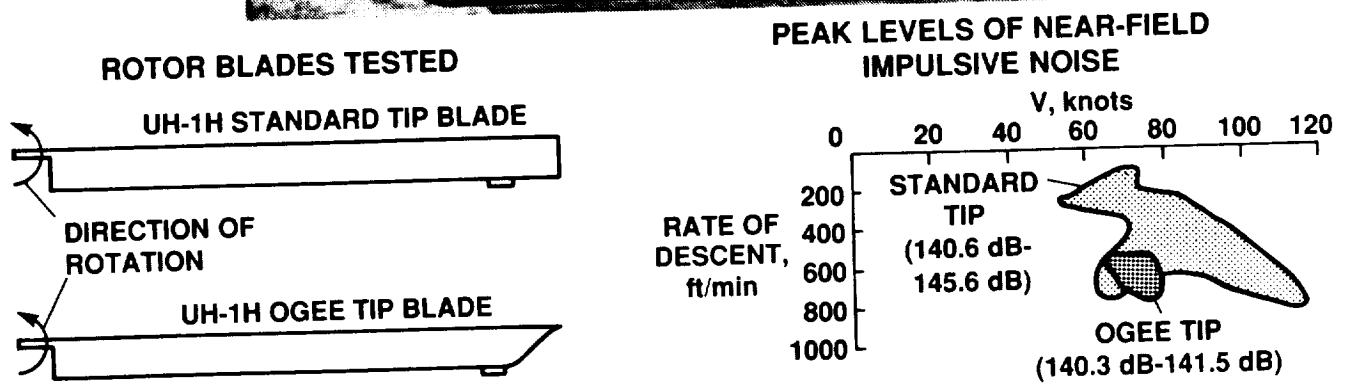 ROTOR BLADES TESTED
UH-1H STANDARD TIP BLADE
DIRECTION OF
ROTATION
UH-1H OGEE TIP BLADE
PEAK LEVELS OF NEAR-FIELD
IMPULSIVE NOISE
V, knots
0 20 40 60 80 100 120
RATE OF
DESCENT,
ft/min
200
400
600
800
1000
STANDARD
TIP
(140.6 dB-
145.6 dB)
OGEE TIP
(140.3 dB-141.5 dB)